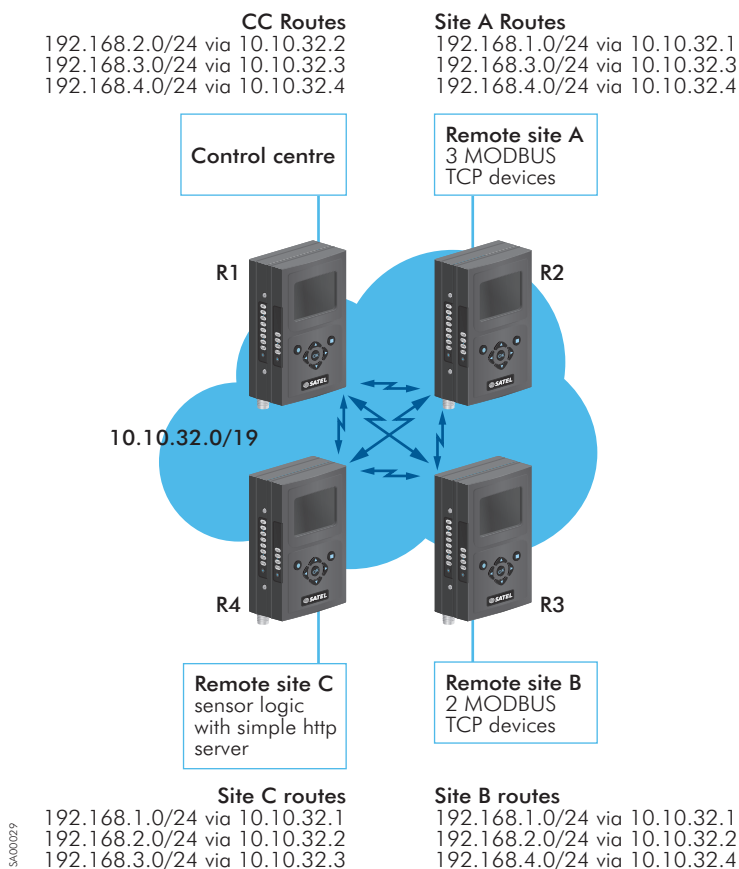 CC Routes
192.168.2.0/24 via 10.10.32.2
192.168.3.0/24 via 10.10.32.3
192.168.4.0/24 via 10.10.32.4
Site A Routes
192.168.1.0/24 via 10.10.32.1
192.168.3.0/24 via 10.10.32.3
192.168.4.0/24 via 10.10.32.4
Control centre
Remote site A
3 MODBUS
TCP devices
R1
R2
SATEL
SATEL
10.10.32.0/19
R4
R3
SATEL
SATEL
Remote site C
sensor logic
with simple http
server
Remote site B
2 MODBUS
TCP devices
Site C routes
192.168.1.0/24 via 10.10.32.1
192.168.2.0/24 via 10.10.32.2
192.168.3.0/24 via 10.10.32.3
Site B routes
192.168.1.0/24 via 10.10.32.1
192.168.2.0/24 via 10.10.32.2
192.168.4.0/24 via 10.10.32.4
SA00029